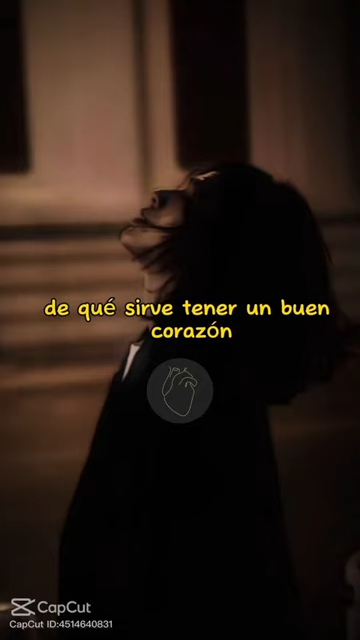 de qué sirve tener un buen
corazón
CapCut
CapCut ID:4514640831